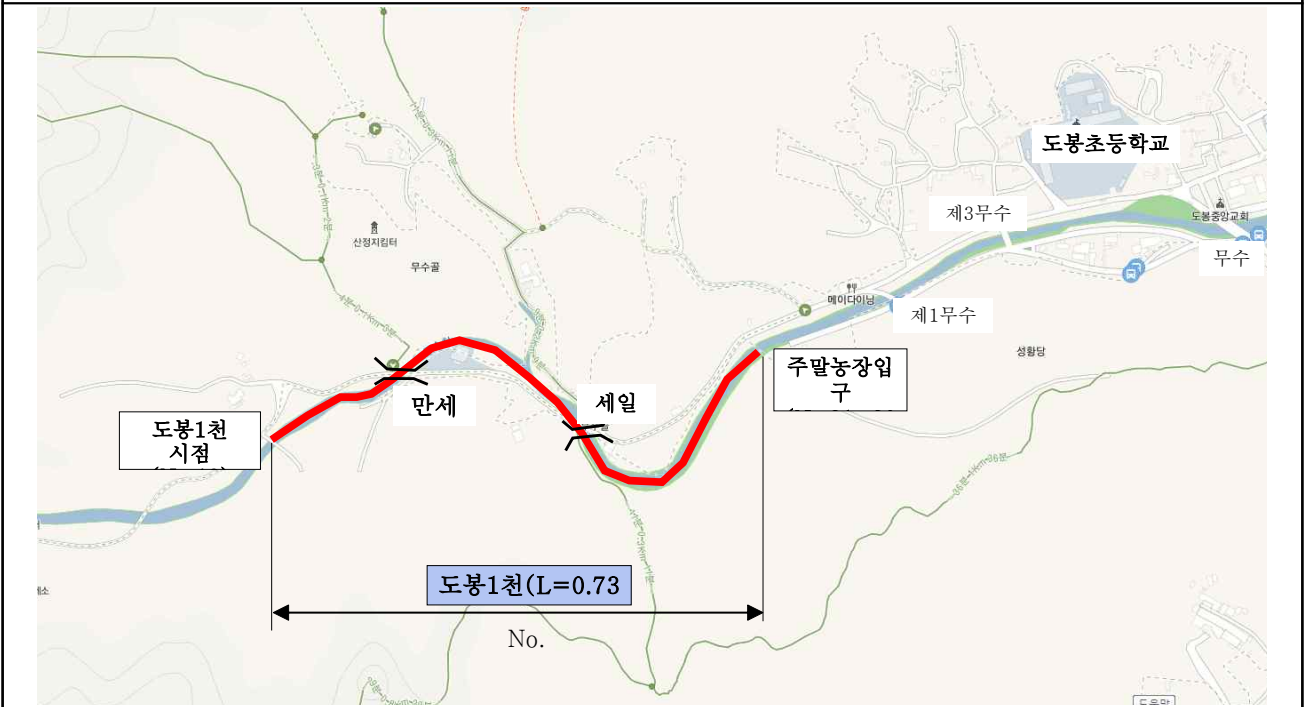 도봉초등학교
제3무수
도봉중앙교회
무수
산정지킴터
무수골
메이다이닝
제1무수
성황당
주말농장입
구
만세
세일
도봉1천
시점
도봉1천(L=0.73
No.